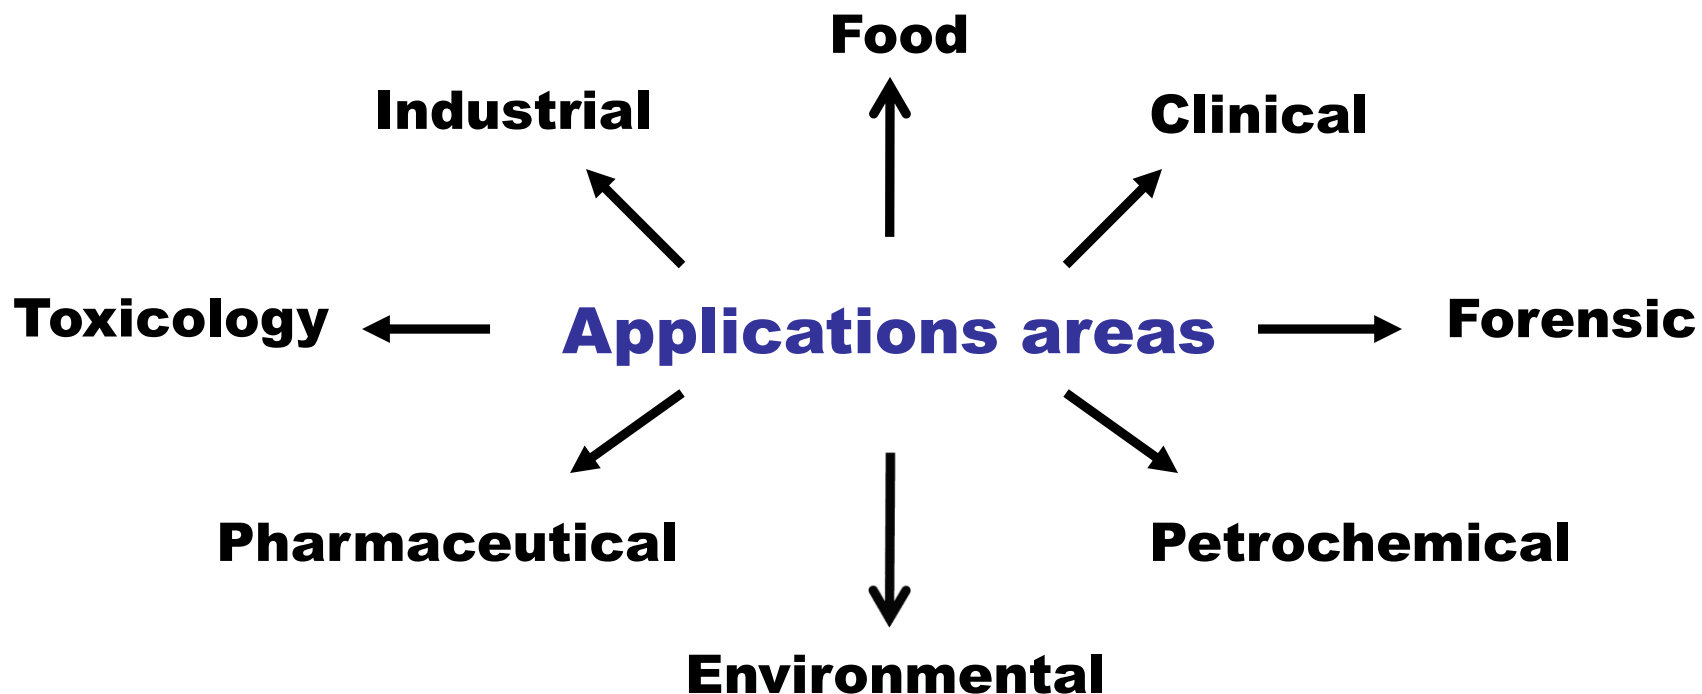 Food
Industrial
Clinical
Toxicology
Applications areas
Forensic
Pharmaceutical
Petrochemical
Environmental